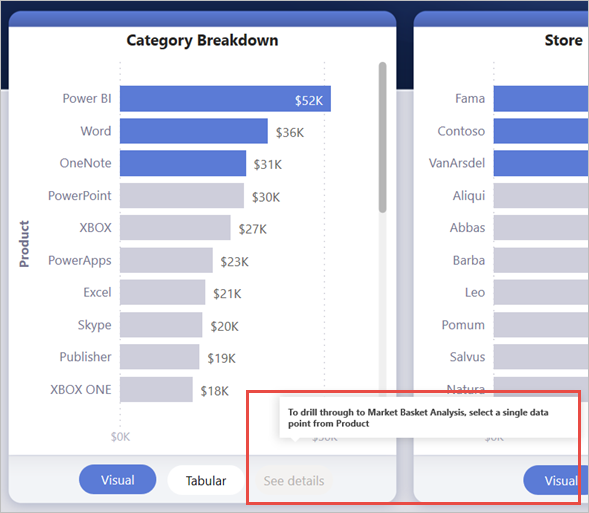 Category Breakdown
Product
Power BI $52K
Word $36K
OneNote $31K
PowerPoint $30K
XBOX $27K
PowerApps $23K
Excel $21K
Skype $20K
Publisher $19K
XBOX ONE $18K
$0K
To drill through to Market Basket Analysis, select a single data
point from Product
Visual Tabular See details
Store
Fama
Contoso
VanArsdel
Aliqui
Abbas
Barba
Leo
Pomum
Salvus
Natura
Visual